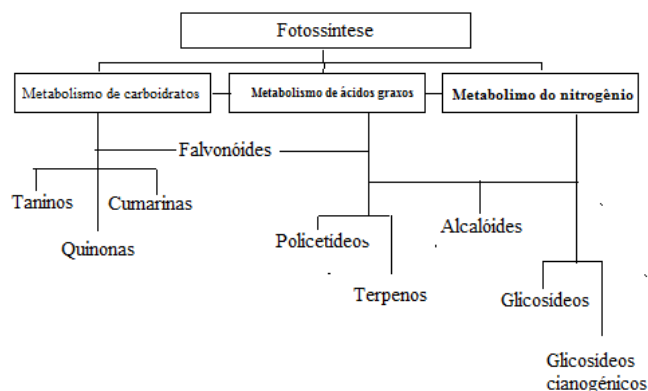 Fotossíntese
Metabolismo de carboidratos
Metabolismo de ácidos graxos
Metabolimo do nitrogênio
Falvonóides
Taninos
Cumarinas
Quinonas
Policetídeos
Alcalóides
Terpenos
Glicosídeos
Glicosídeos
cianogénicos